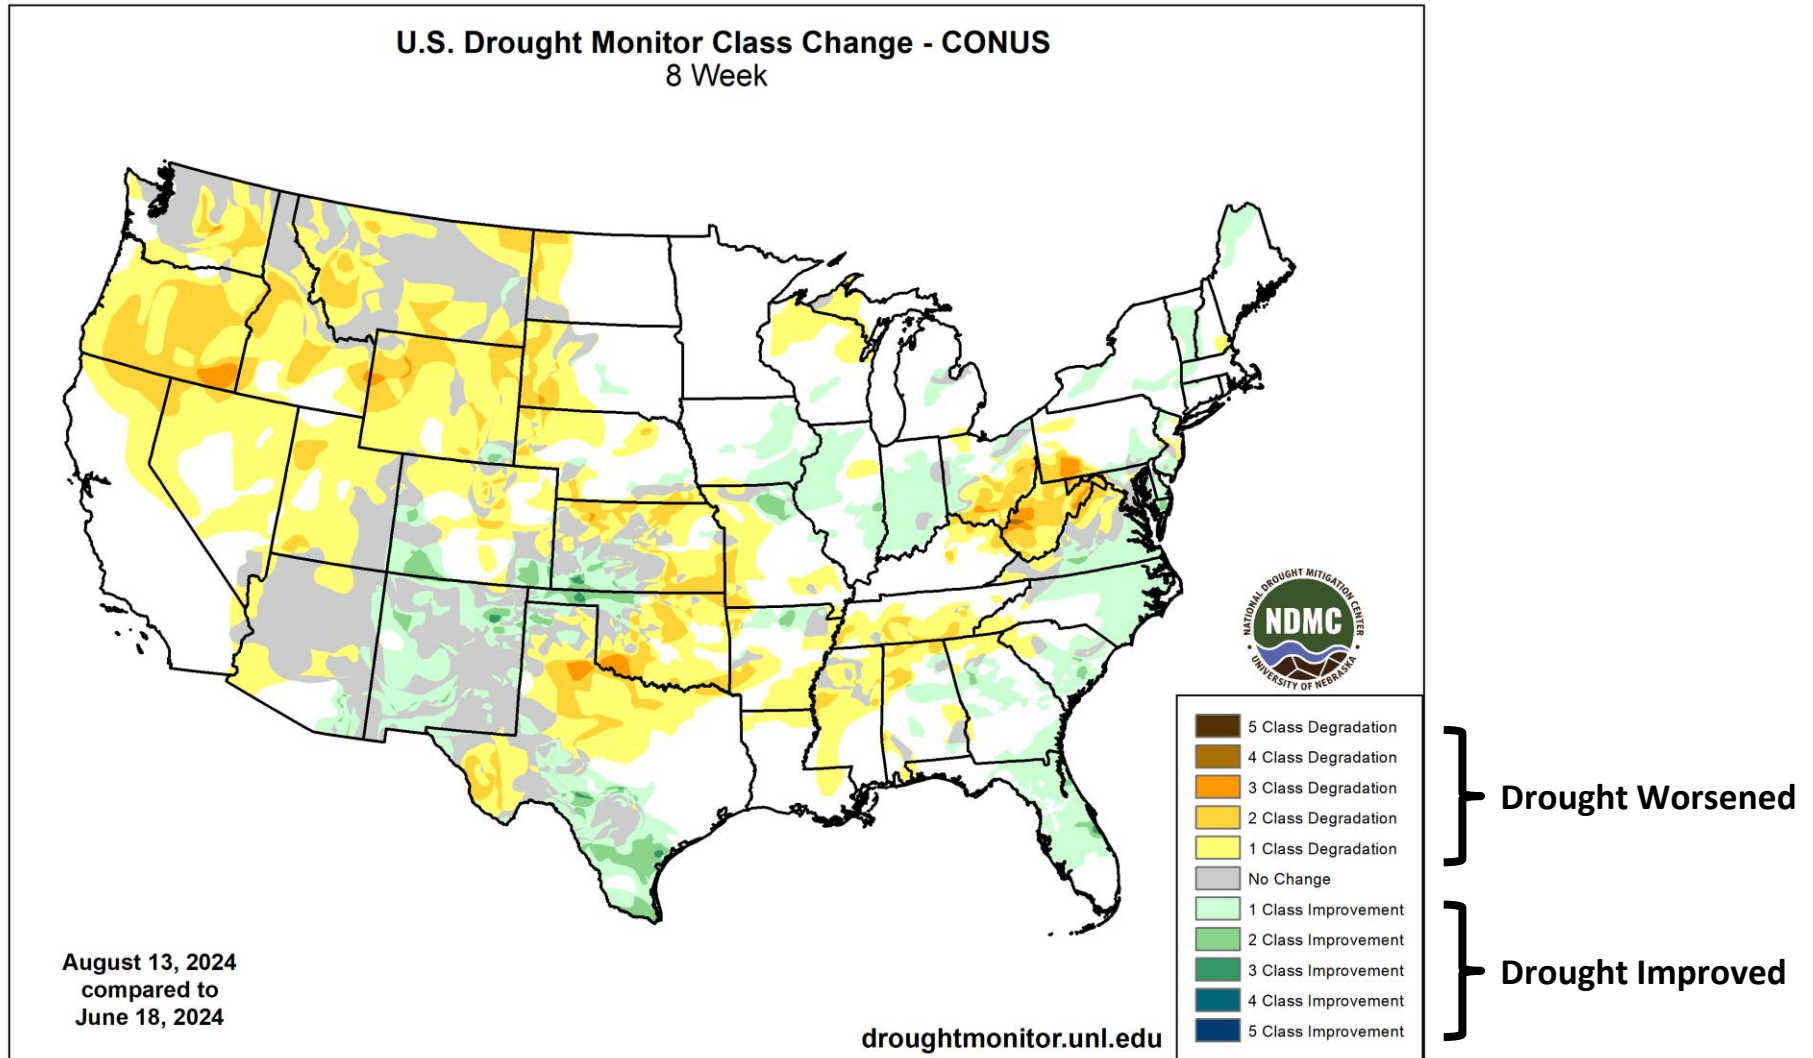 U.S. Drought Monitor Class Change - CONUS
8 Week
NATIONAL DROUGHT MITIGATION CENTER
NDMC
UNIVERSITY OF NEBRASKA
5 Class Degradation
4 Class Degradation
3 Class Degradation
2 Class Degradation
1 Class Degradation
No Change
1 Class Improvement
2 Class Improvement
3 Class Improvement
4 Class Improvement
5 Class Improvement
Drought Worsened
Drought Improved
August 13, 2024
compared to
June 18, 2024
droughtmonitor.unl.edu